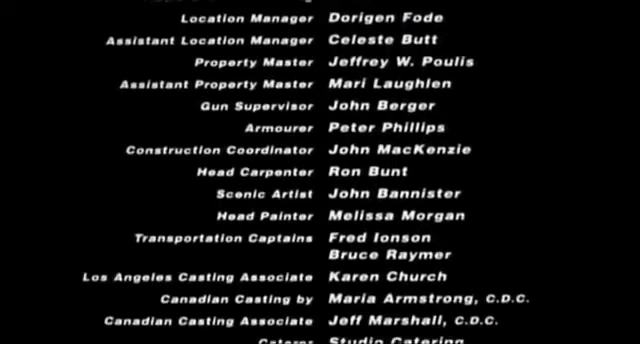 Location Manager Dorigen Fode
Assistant Location Manager Celeste Butt
Property Master Jeffrey W. Poulis
Assistant Property Master Mari Laughlen
Gun Supervisor John Berger
Armourer Peter Phillips
Construction Coordinator John MacKenzie
Head Carpenter Ron Bunt
Scenic Artist John Bannister
Head Painter Melissa Morgan
Transportation Captains Fred Ionson
Bruce Raymer
Los Angeles Casting Associate Karen Church
Canadian Casting by Maria Armstrong, C.D.C.
Canadian Casting Associate Jeff Marshall, C.D.C.
Caterer Studio Catering